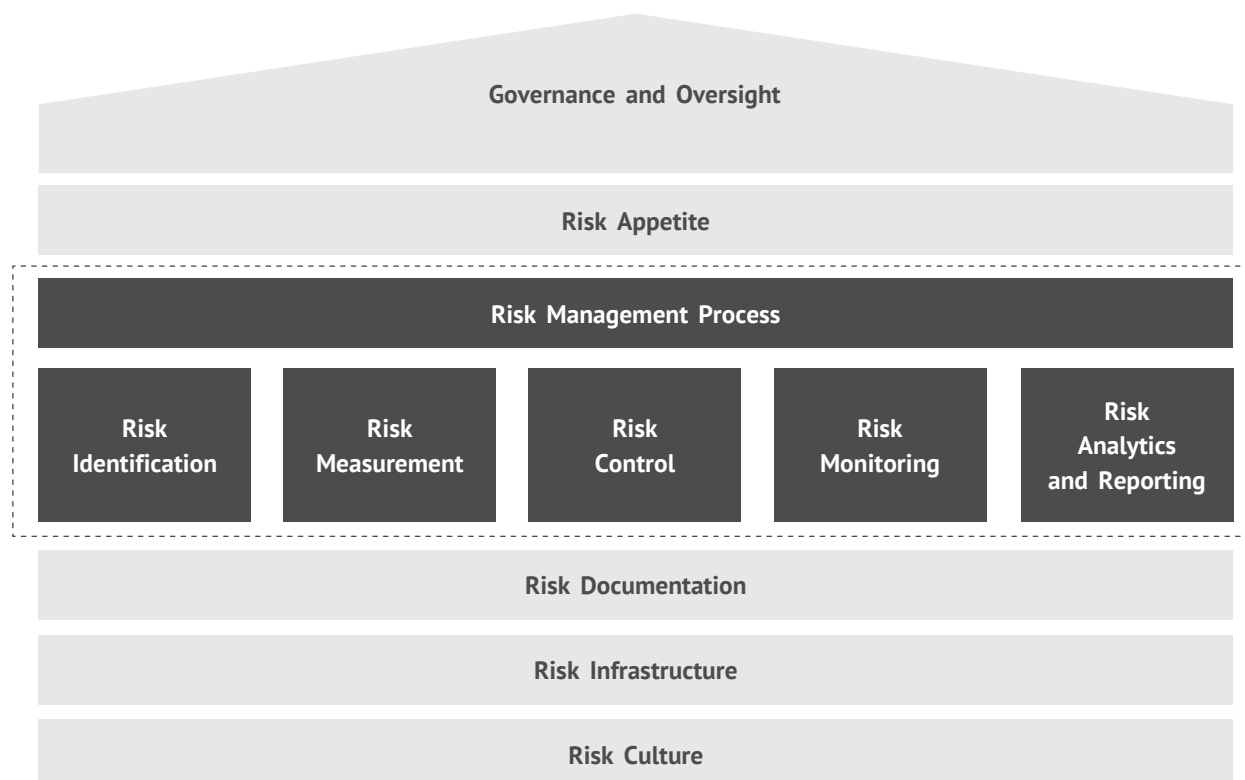 Governance and Oversight
Risk Appetite
Risk Management Process
Risk
Identification
Risk
Measurement
Risk
Control
Risk
Monitoring
Risk
Analytics
and Reporting
Risk Documentation
Risk Infrastructure
Risk Culture